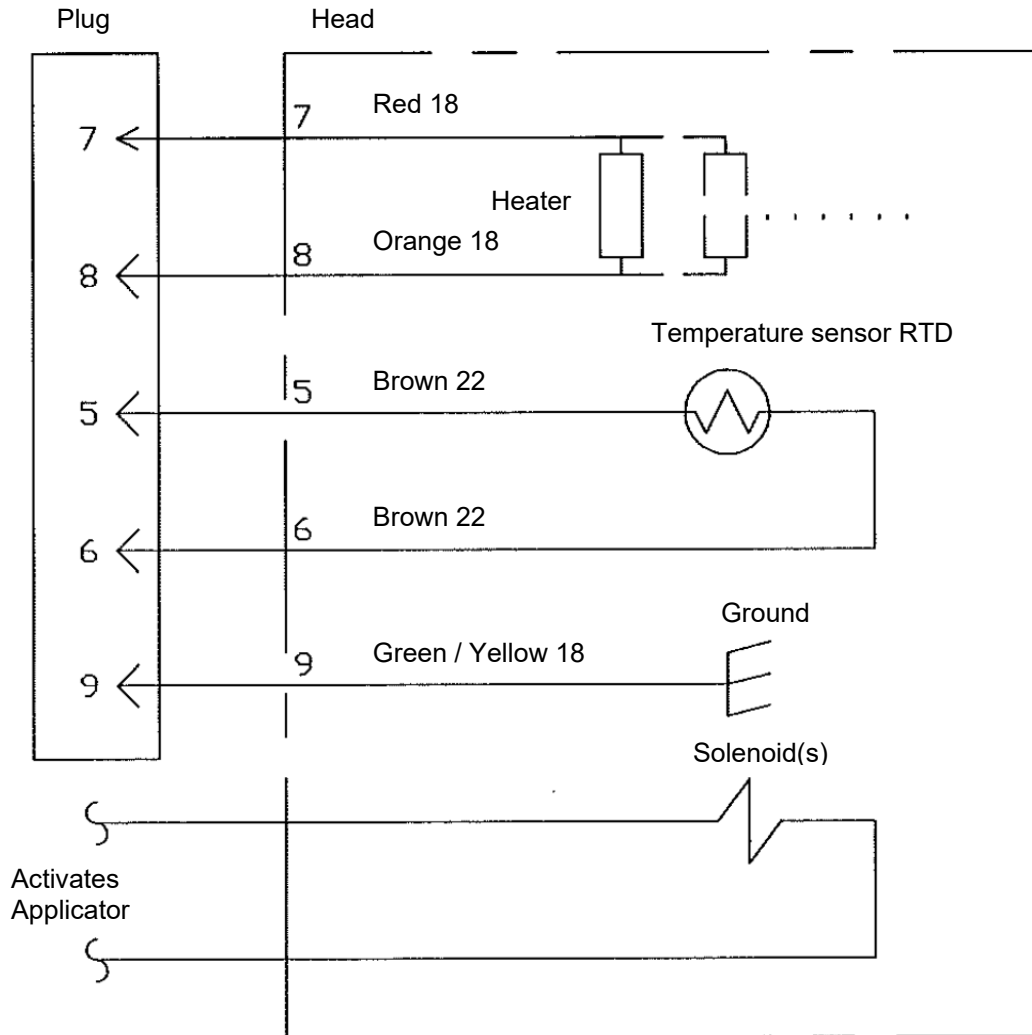 Plug
Head
Red 18
7
7
Heater
Orange 18
8
8
Temperature sensor RTD
Brown 22
5
5
Brown 22
6
6
Ground
Green / Yellow 18
9
9
Solenoid(s)
Activates
Applicator